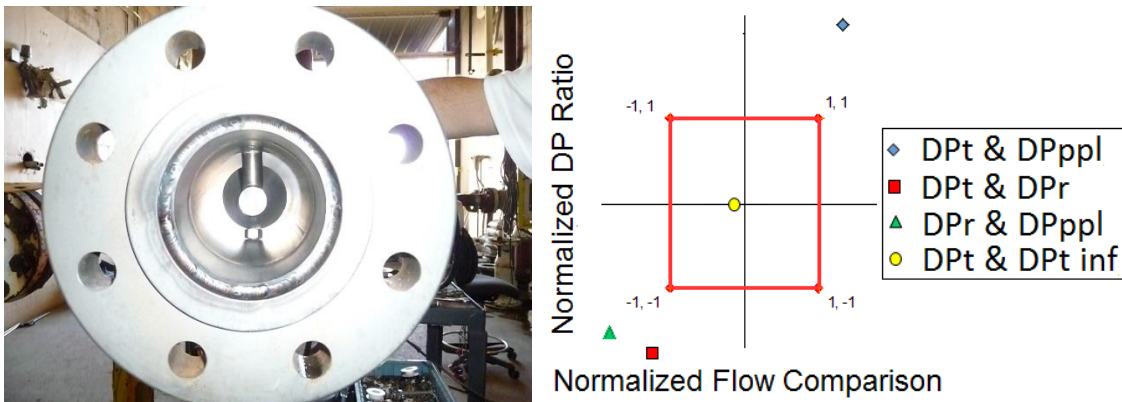 Normalized DP Ratio
-1, 1
1, 1
-1, -1
1, -1
DPt & DPppl
DPt & DPr
DPr & DPppl
DPt & DPt inf
Normalized Flow Comparison